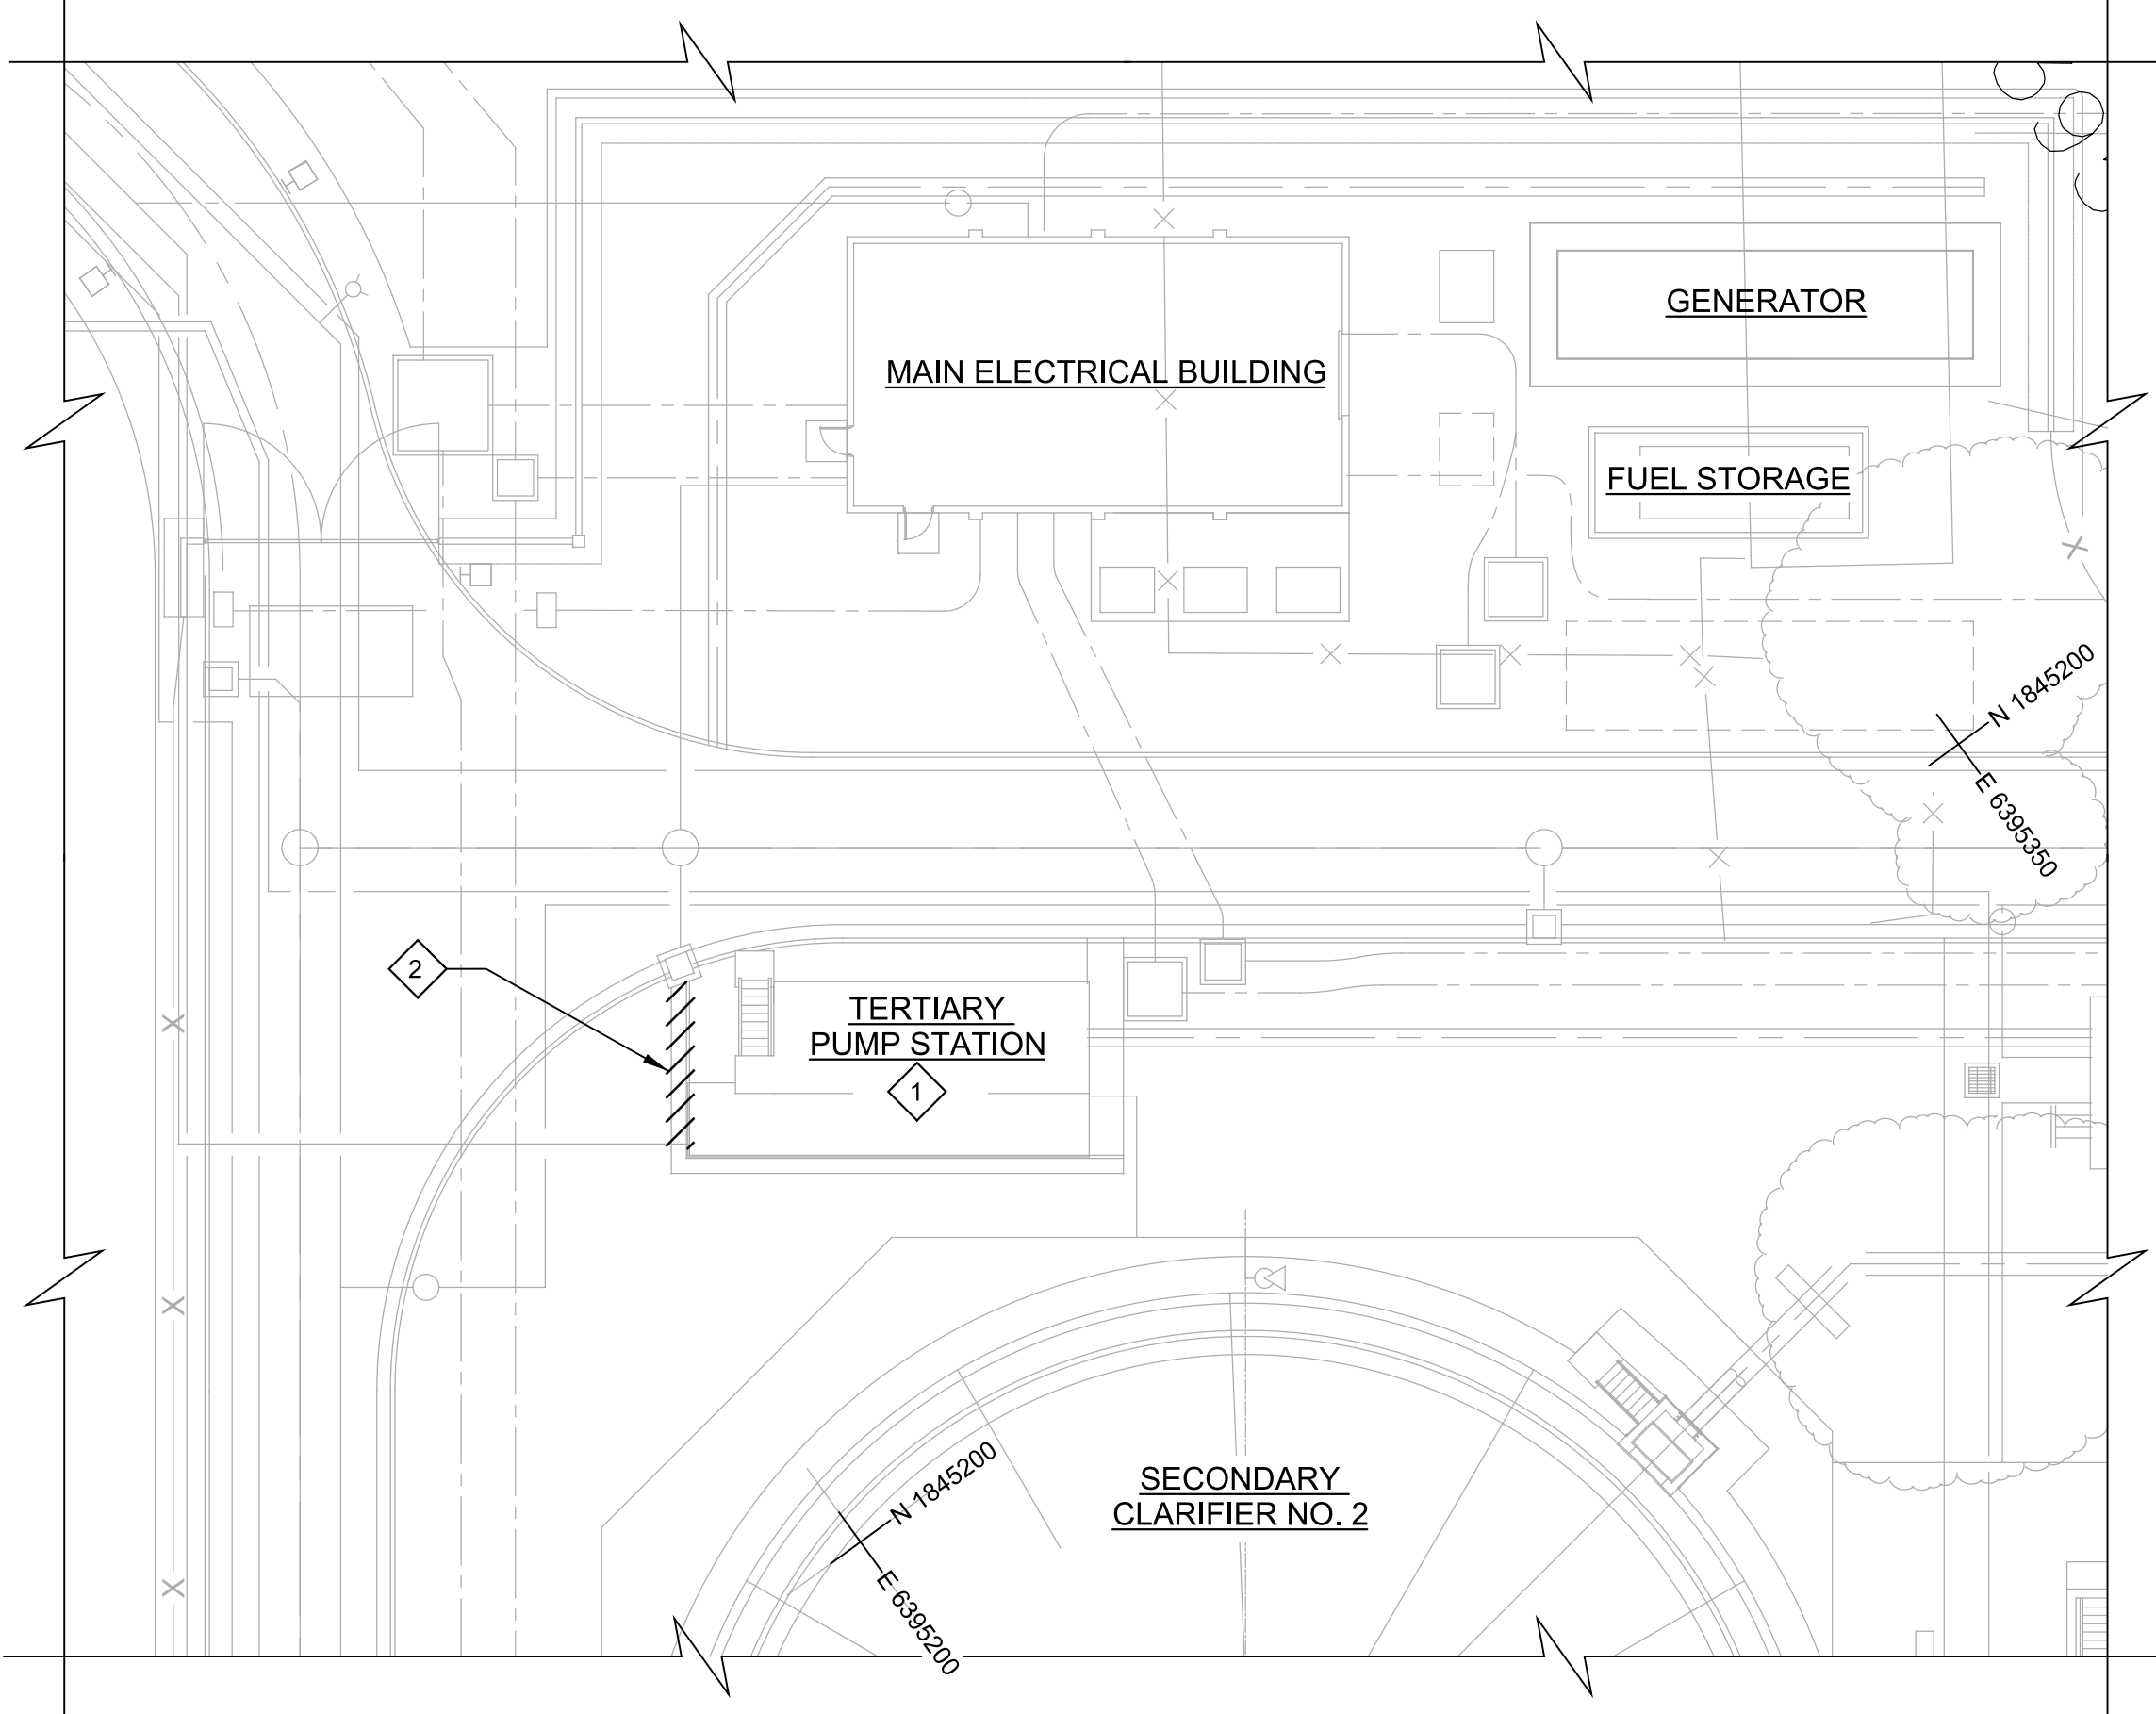 GENERATOR
MAIN ELECTRICAL BUILDING
FUEL STORAGE
X
N 1845200
E 6395350
2
TERTIARY
PUMP STATION
1
X
X
SECONDARY
CLARIFIER NO. 2
N 1845200
E 6395200
X